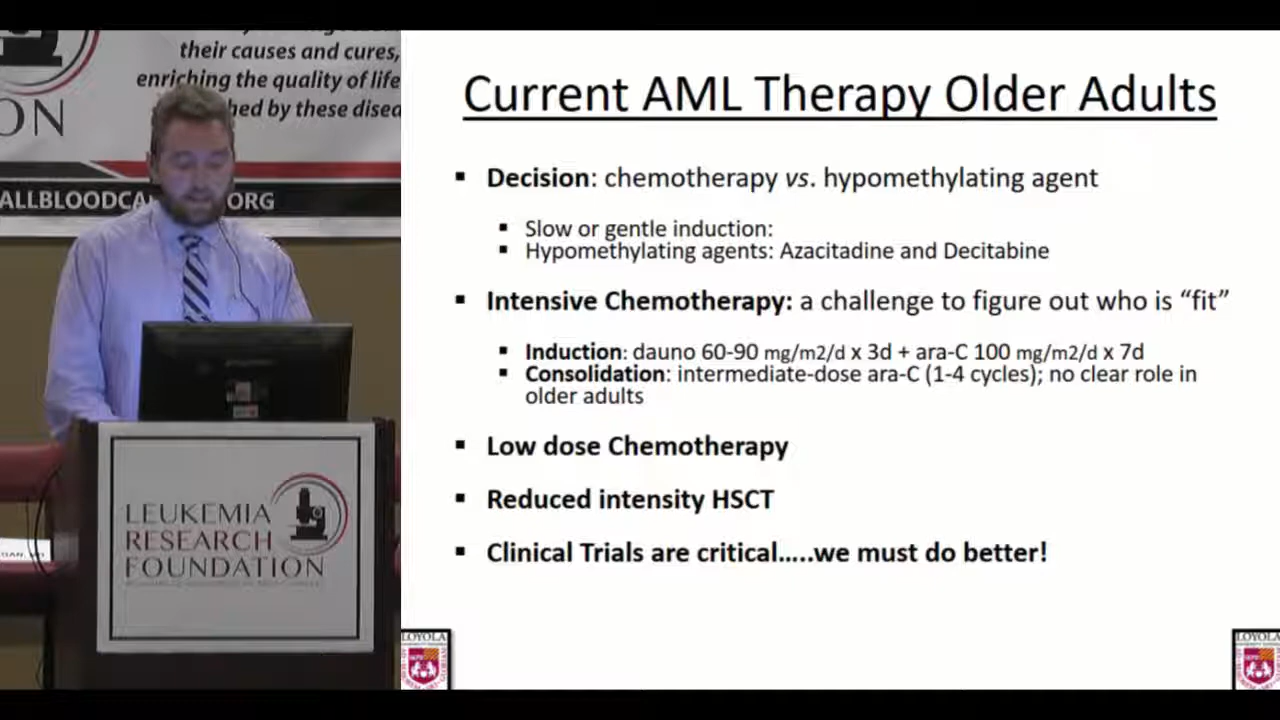 their causes and cures,
enriching the quality of life
hed by these disea
ON
ALLBLOODCA
ORG
LEUKEMIA
RESEARCH
FOUNDATION
Current AML Therapy Older Adults
▪ Decision: chemotherapy vs. hypomethylating agent
▪ Slow or gentle induction:
▪ Hypomethylating agents: Azacitadine and Decitabine
▪ Intensive Chemotherapy: a challenge to figure out who is “fit”
▪ Induction: dauno 60-90 mg/m2/d x 3d + ara-C 100 mg/m2/d x 7d
▪ Consolidation: intermediate-dose ara-C (1-4 cycles); no clear role in
older adults
▪ Low dose Chemotherapy
▪ Reduced intensity HSCT
▪ Clinical Trials are critical.....we must do better!
LOYOLA
LOYOLA